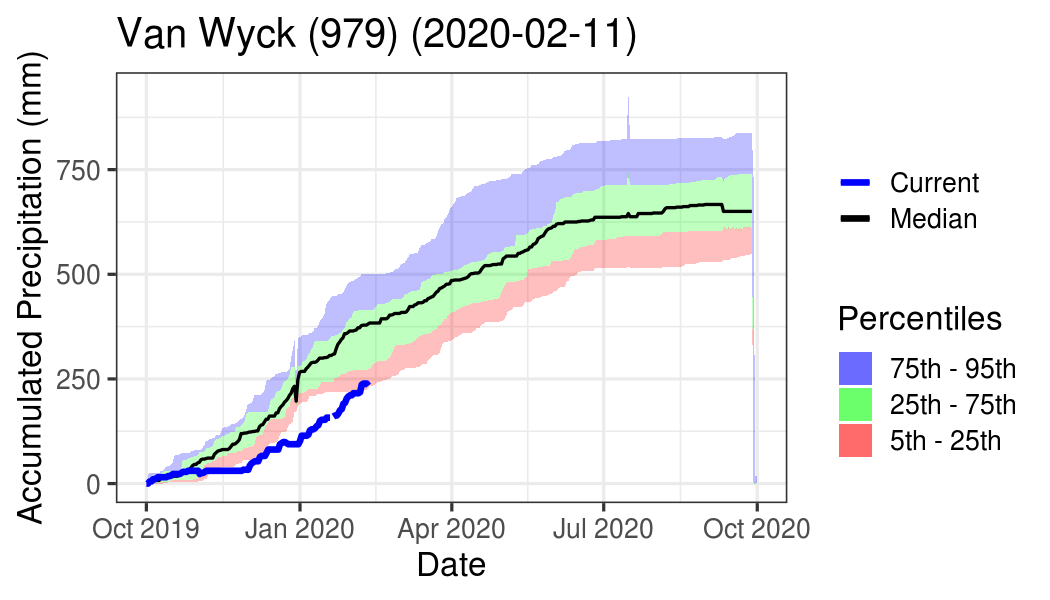 Van Wyck (979) (2020-02-11)
Accumulated Precipitation (mm)
750
500
250
0
Oct 2019
Jan 2020
Apr 2020
Jul 2020
Oct 2020
Date
Current
Median
Percentiles
75th - 95th
25th - 75th
5th - 25th